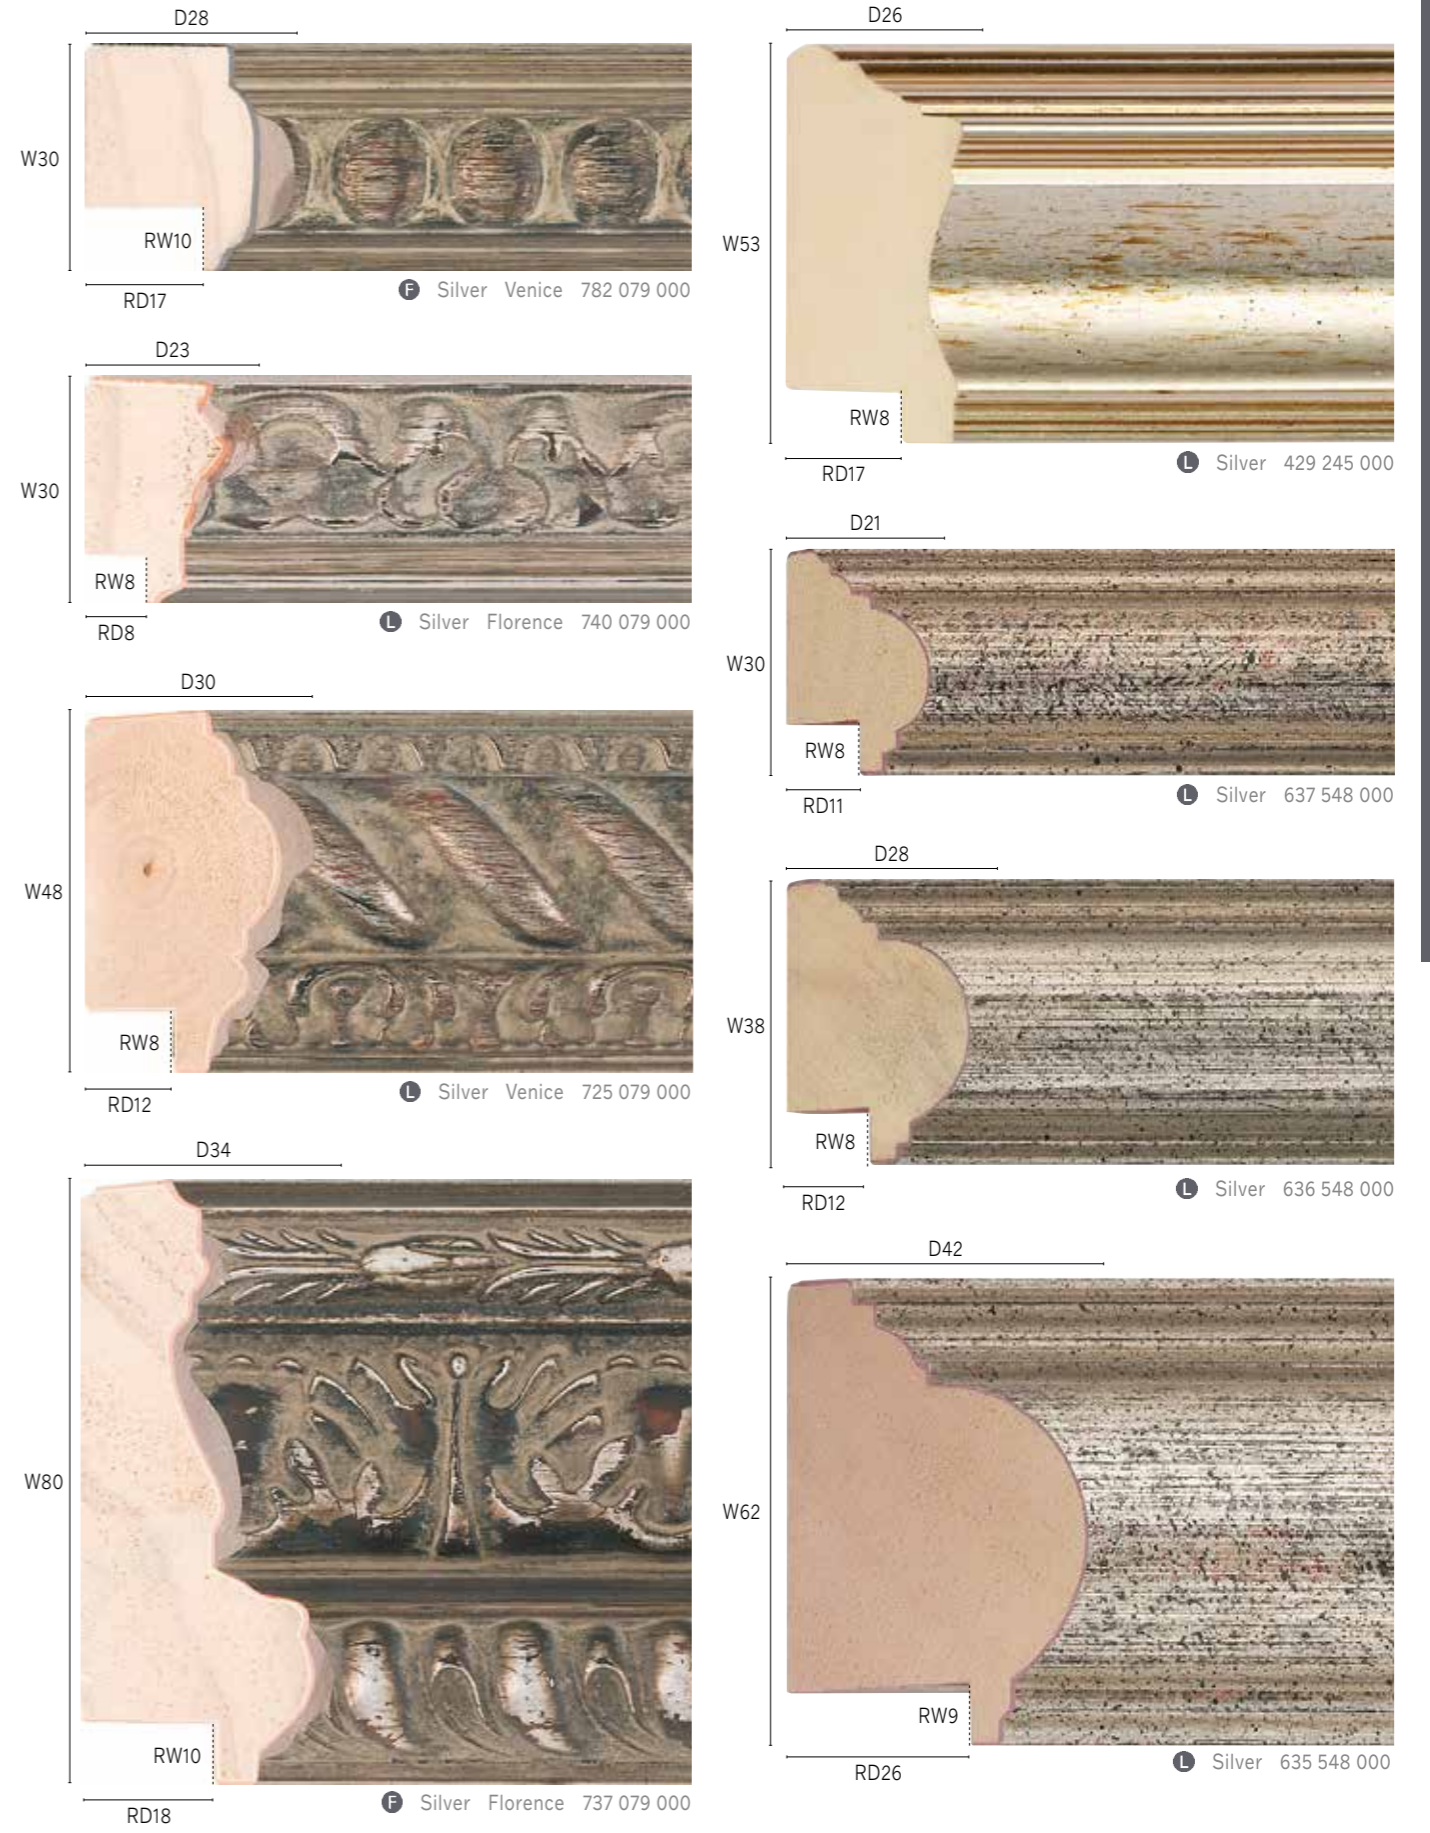 D28
W30
RW10
RD17
F Silver Venice 782 079 000
D23
W30
RW8
RD8
L Silver Florence 740 079 000
D30
W48
RW8
RD12
L Silver Venice 725 079 000
D34
W80
RW10
RD18
F Silver Florence 737 079 000
D26
W53
RW8
RD17
L Silver 429 245 000
D21
W30
RW8
RD11
L Silver 637 548 000
D28
W38
RW8
RD12
L Silver 636 548 000
D42
W62
RW9
RD26
L Silver 635 548 000